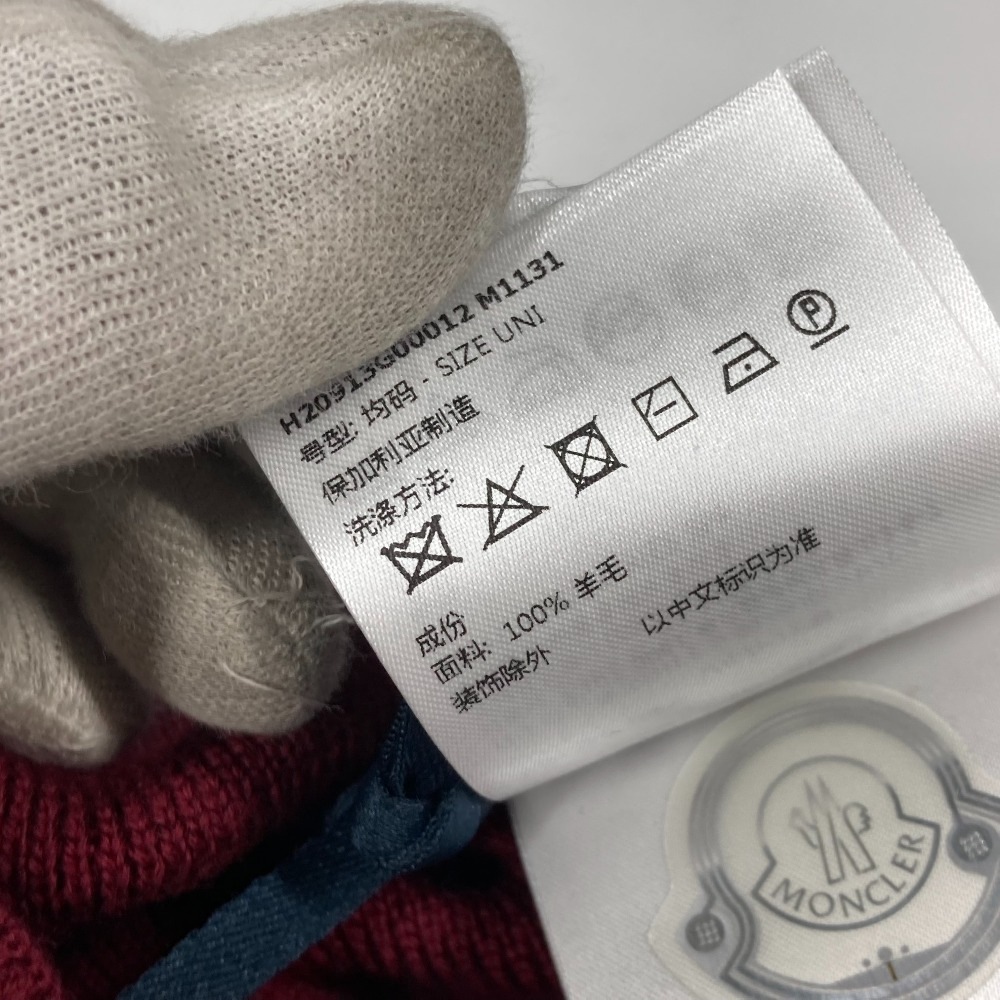 H20913G00012 M1131
号型: 均码 - SIZE UNI
保加利亚制造
洗涤方法:
P
成份
面料: 100% 羊毛
装饰除外
以中文标识为准
MONCLER